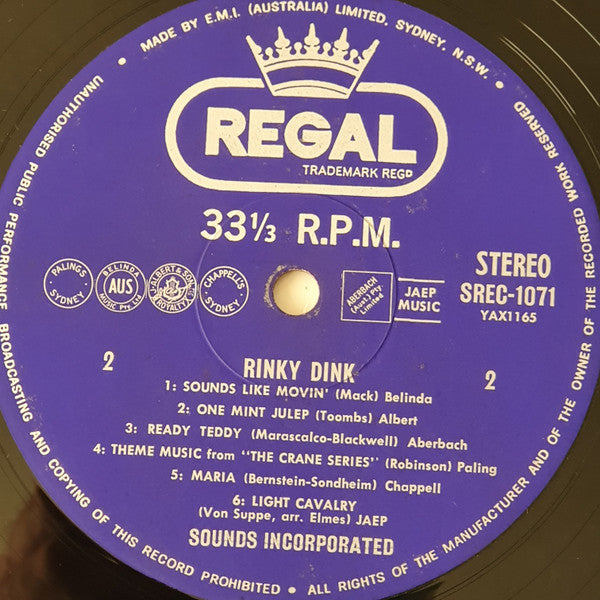 MADE BY E.M.I. (AUSTRALIA) LIMITED. SYDNEY. N.S.W. •
REGAL
TRADEMARK REGD
33⅓ R.P.M.
STEREO
SREC-1071
YAX1165
PALINGS SYDNEY
BELINDA AUS MUSIC Pty. Ltd.
J. ALBERT & SON ROYALTY
CHAPPELL'S SYDNEY
ABERBACH
(Aust.) Pty.
Limited
JAEP
MUSIC
2
2
RINKY DINK
1: SOUNDS LIKE MOVIN' (Mack) Belinda
2: ONE MINT JULEP (Toombs) Albert
3: READY TEDDY (Marascalco-Blackwell) Aberbach
4: THEME MUSIC from "THE CRANE SERIES" (Robinson) Paling
5: MARIA (Bernstein-Sondheim) Chappell
6: LIGHT CAVALRY
(Von Suppe, arr. Elmes) JAEP
SOUNDS INCORPORATED
UNAUTHORISED PUBLIC PERFORMANCE BROADCASTING AND COPYING OF THIS RECORD PROHIBITED • ALL RIGHTS OF THE MANUFACTURER AND OF THE OWNER OF THE RECORDED WORK RESERVED •